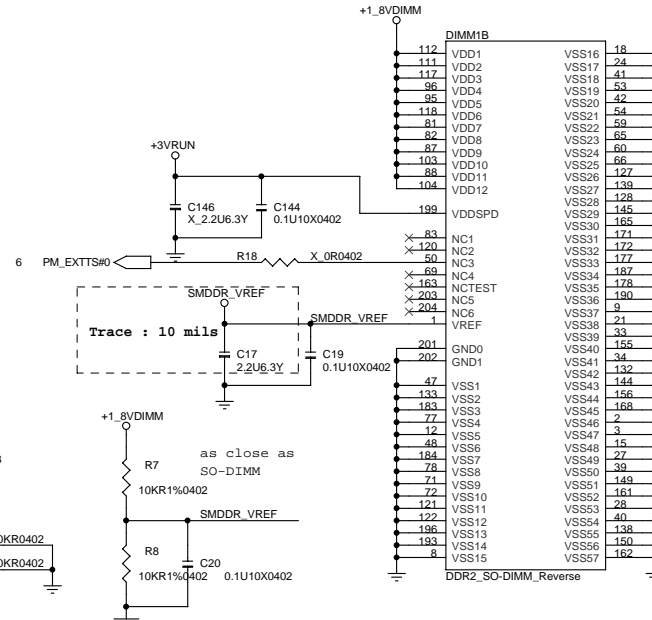 +1_8VDIMM
DIMM1B
112 VDD1 VSS16 18
111 VDD2 VSS17 24
117 VDD3 VSS18 41
96 VDD4 VSS19 53
95 VDD5 VSS20 42
118 VDD6 VSS21 54
81 VDD7 VSS22 59
82 VDD8 VSS23 65
87 VDD9 VSS24 60
103 VDD10 VSS25 66
88 VDD11 VSS26 127
104 VDD12 VSS27 139
VSS28 128
199 VDDSPD VSS29 145
VSS30 165
83 NC1 VSS31 171
120 NC2 VSS32 172
50 NC3 VSS33 177
69 NC4 VSS34 187
163 NCTEST VSS35 178
203 NC5 VSS36 190
204 NC6 VSS37 9
1 VREF VSS38 21
VSS39 33
201 GND0 VSS40 155
202 GND1 VSS41 34
VSS42 132
47 VSS1 VSS43 144
133 VSS2 VSS44 156
183 VSS3 VSS45 168
77 VSS4 VSS46 2
12 VSS5 VSS47 3
48 VSS6 VSS48 15
184 VSS7 VSS49 27
78 VSS8 VSS50 39
71 VSS9 VSS51 149
72 VSS10 VSS52 161
121 VSS11 VSS53 28
122 VSS12 VSS54 40
196 VSS13 VSS55 138
193 VSS14 VSS56 150
8 VSS15 VSS57 162
DDR2_SO-DIMM_Reverse
+3VRUN
C146
X_2.2U6.3Y
C144
0.1U10X0402
6 PM_EXTTS#0
R18 X_0R0402
SMDDR_VREF
SMDDR_VREF
Trace : 10 mils
C17
2.2U6.3Y
C19
0.1U10X0402
+1_8VDIMM
R7
10KR1%0402
as close as
SO-DIMM
SMDDR_VREF
R8
10KR1%0402
C20
0.1U10X0402
0KR0402
0KR0402